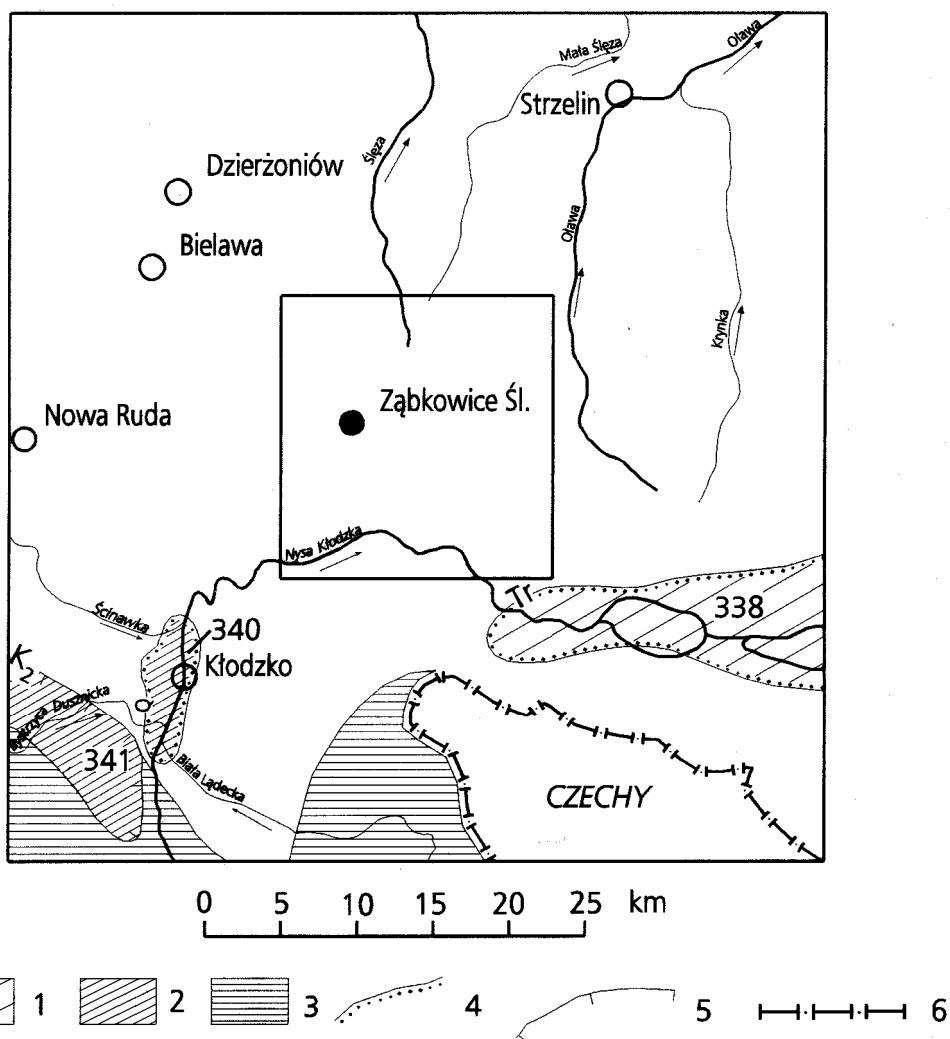 Mała Ślęza
Oława
Strzelin
Ślęza
Dzierżoniów
Bielawa
Oława
Krynka
Ząbkowice Śl.
Nowa Ruda
Nysa Kłodzka
Tr
338
Ścinawka
340
Kłodzko
K2
Dusznicka
Q
341
Biała Lądecka
CZECHY
0 5 10 15 20 25 km
1 2 3 4 5 6